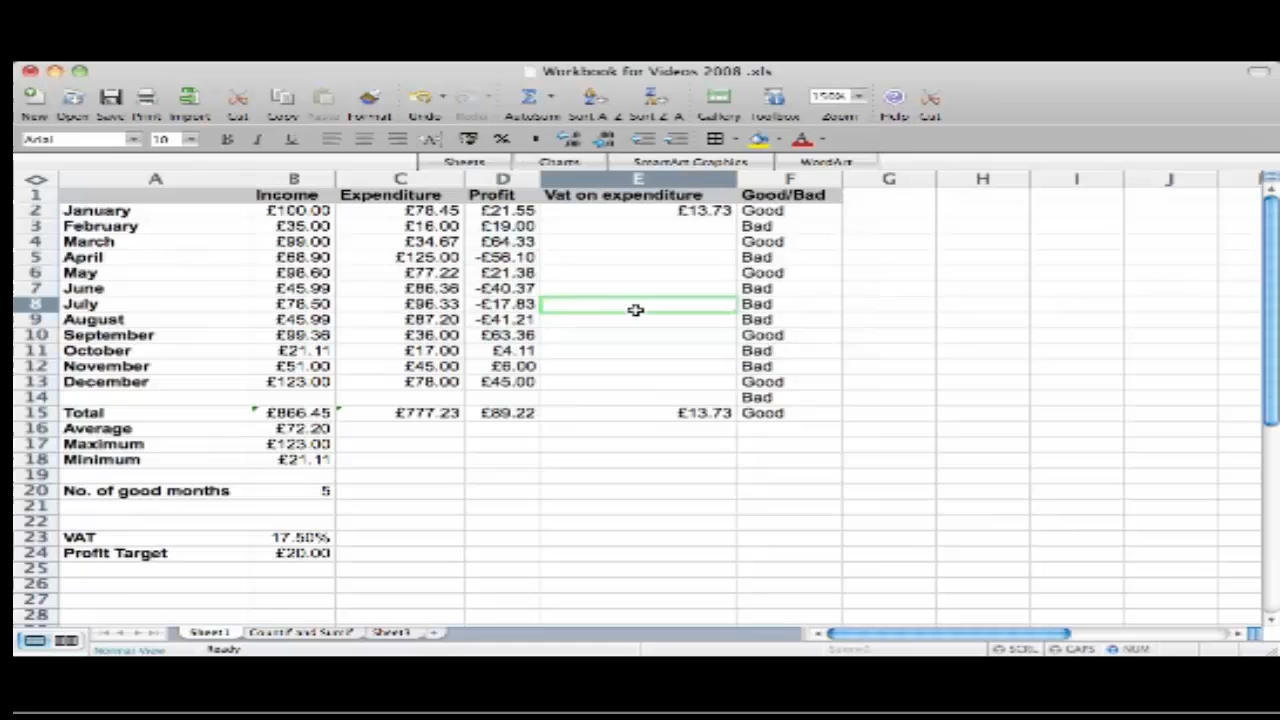 Workbook for Videos 2008 .xls
New Open Save Print Import Cut Copy Paste Format Undo Redo AutoSum Sort A-Z Sort Z-A Gallery Toolbox Zoom Help Cut
150%
Arial 10 B I U
Sheets Charts SmartArt Graphics WordArt
A B C D E F G H I J
1 Income Expenditure Profit Vat on expenditure Good/Bad
2 January £100.00 £78.45 £21.55 £13.73 Good
3 February £35.00 £16.00 £19.00 Bad
4 March £99.00 £34.67 £64.33 Good
5 April £68.90 £125.00 -£56.10 Bad
6 May £98.60 £77.22 £21.38 Good
7 June £45.99 £86.36 -£40.37 Bad
8 July £78.50 £96.33 -£17.83 Bad
9 August £45.99 £87.20 -£41.21 Bad
10 September £99.36 £36.00 £63.36 Good
11 October £21.11 £17.00 £4.11 Bad
12 November £51.00 £45.00 £6.00 Bad
13 December £123.00 £78.00 £45.00 Good
14 Bad
15 Total £866.45 £777.23 £89.22 £13.73 Good
16 Average £72.20
17 Maximum £123.00
18 Minimum £21.11
19
20 No. of good months 5
21
22
23 VAT 17.50%
24 Profit Target £20.00
25
26
27
28
Sheet1 Countif and Sumif Sheet3
Normal View Ready SCRL CAPS NUM